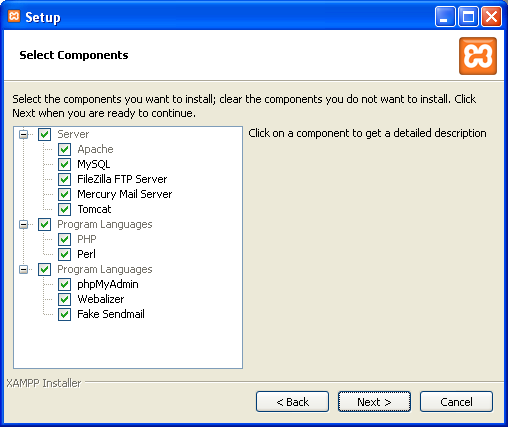 Setup
Select Components
Select the components you want to install; clear the components you do not want to install. Click
Next when you are ready to continue.
Server
Apache
MySQL
FileZilla FTP Server
Mercury Mail Server
Tomcat
Program Languages
PHP
Perl
Program Languages
phpMyAdmin
Webalizer
Fake Sendmail
Click on a component to get a detailed description
XAMPP Installer
< Back
Next >
Cancel